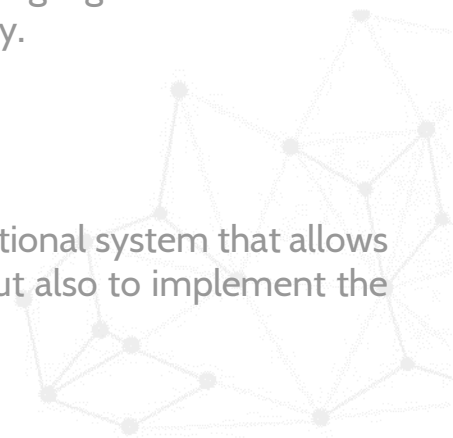 y.
tional system that allows
ut also to implement the